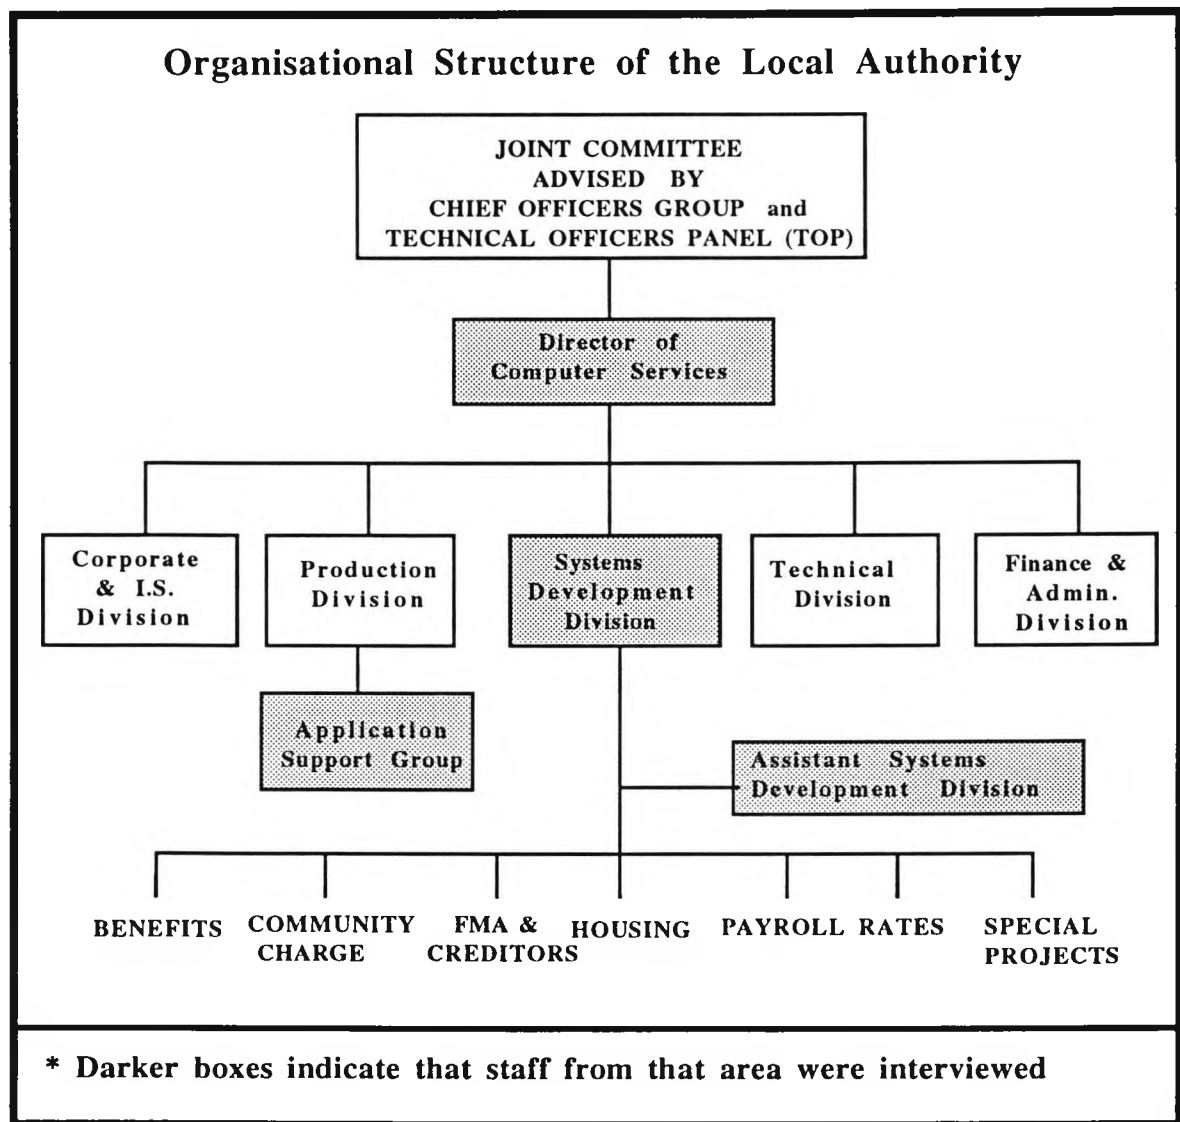 Organisational Structure of the Local Authority
JOINT COMMITTEE
ADVISED BY
CHIEF OFFICERS GROUP and
TECHNICAL OFFICERS PANEL (TOP)
Director of
Computer Services
Corporate
& I.S.
Division
Production
Division
Systems
Development
Division
Technical
Division
Finance &
Admin.
Division
Application
Support Group
Assistant Systems
Development Division
BENEFITS
COMMUNITY
CHARGE
FMA &
CREDITORS
HOUSING
PAYROLL
RATES
SPECIAL
PROJECTS
* Darker boxes indicate that staff from that area were interviewed